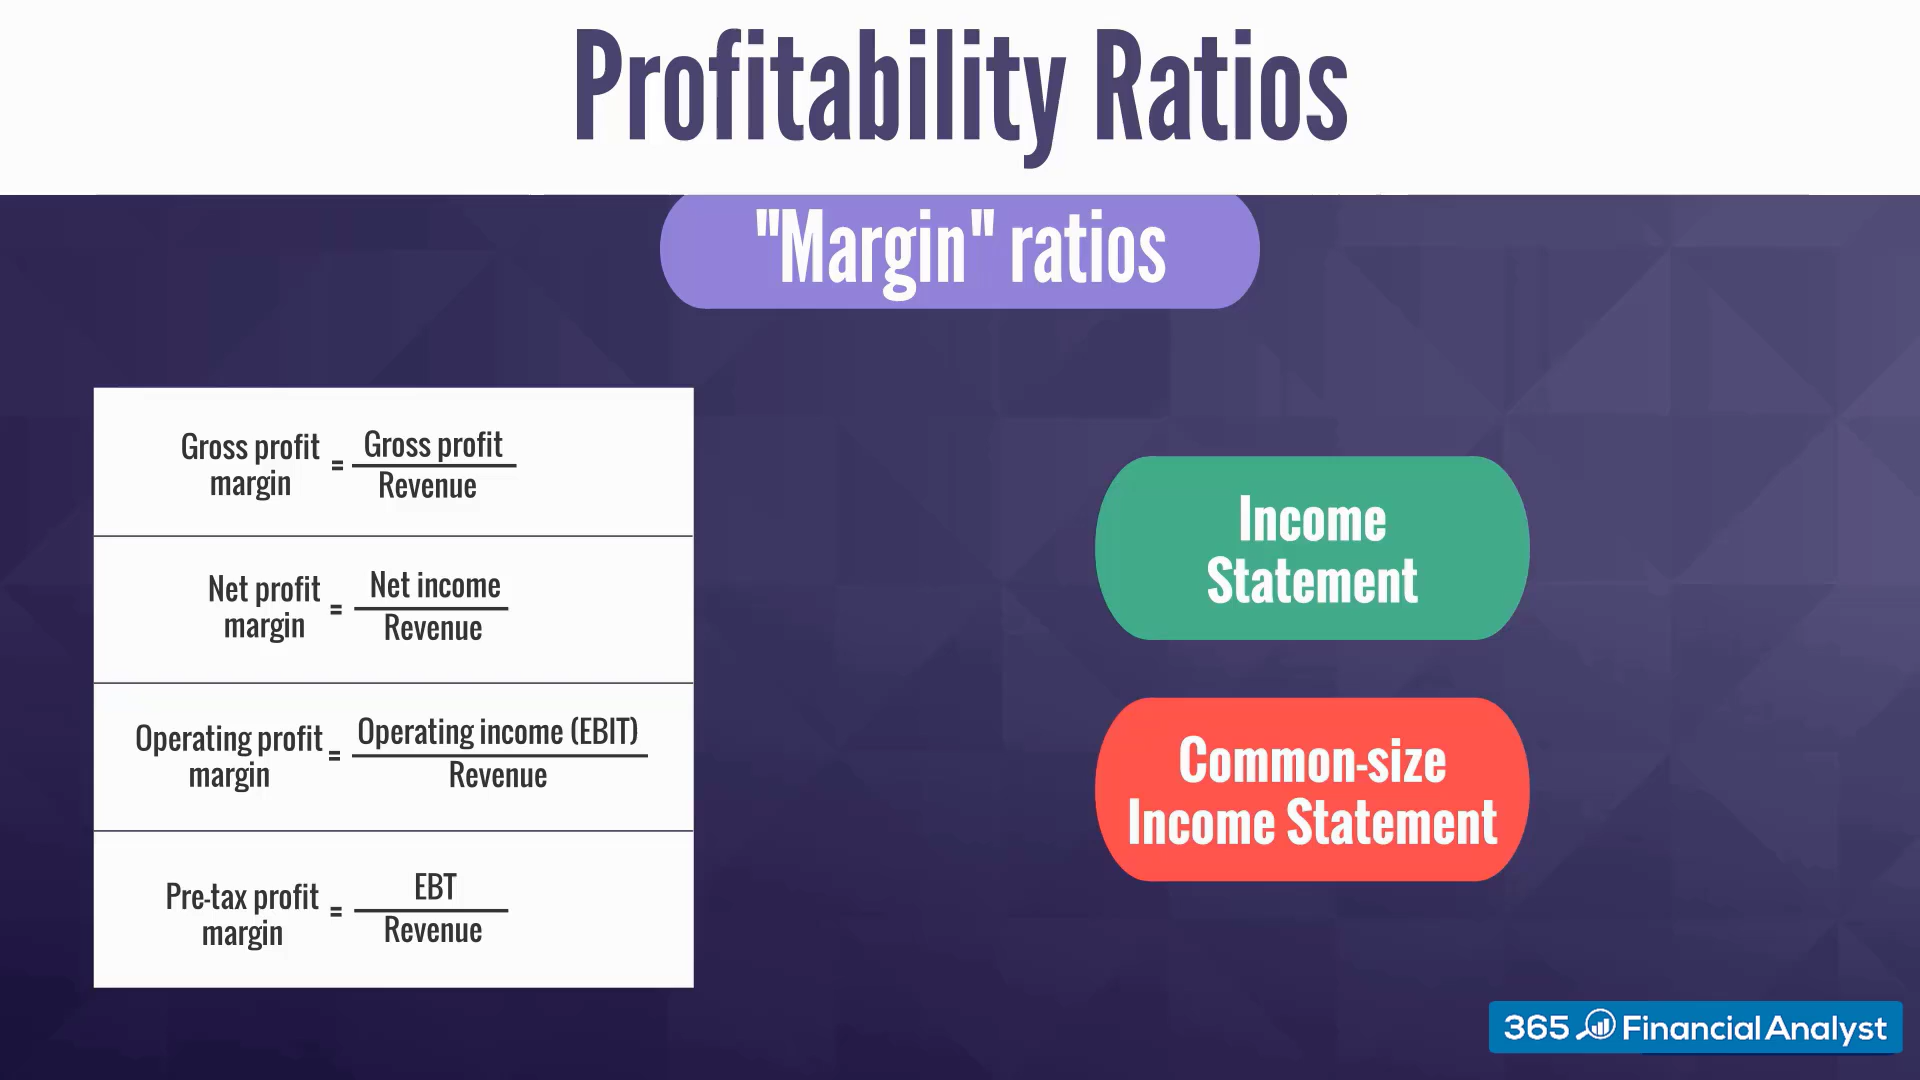 Profitability Ratios
"Margin" ratios
Gross profit
margin
=
Gross profit
Revenue
Net profit
margin
=
Net income
Revenue
Operating profit
margin
=
Operating income (EBIT)
Revenue
Pre-tax profit
margin
=
EBT
Revenue
Income
Statement
Common-size
Income Statement
365 Financial Analyst